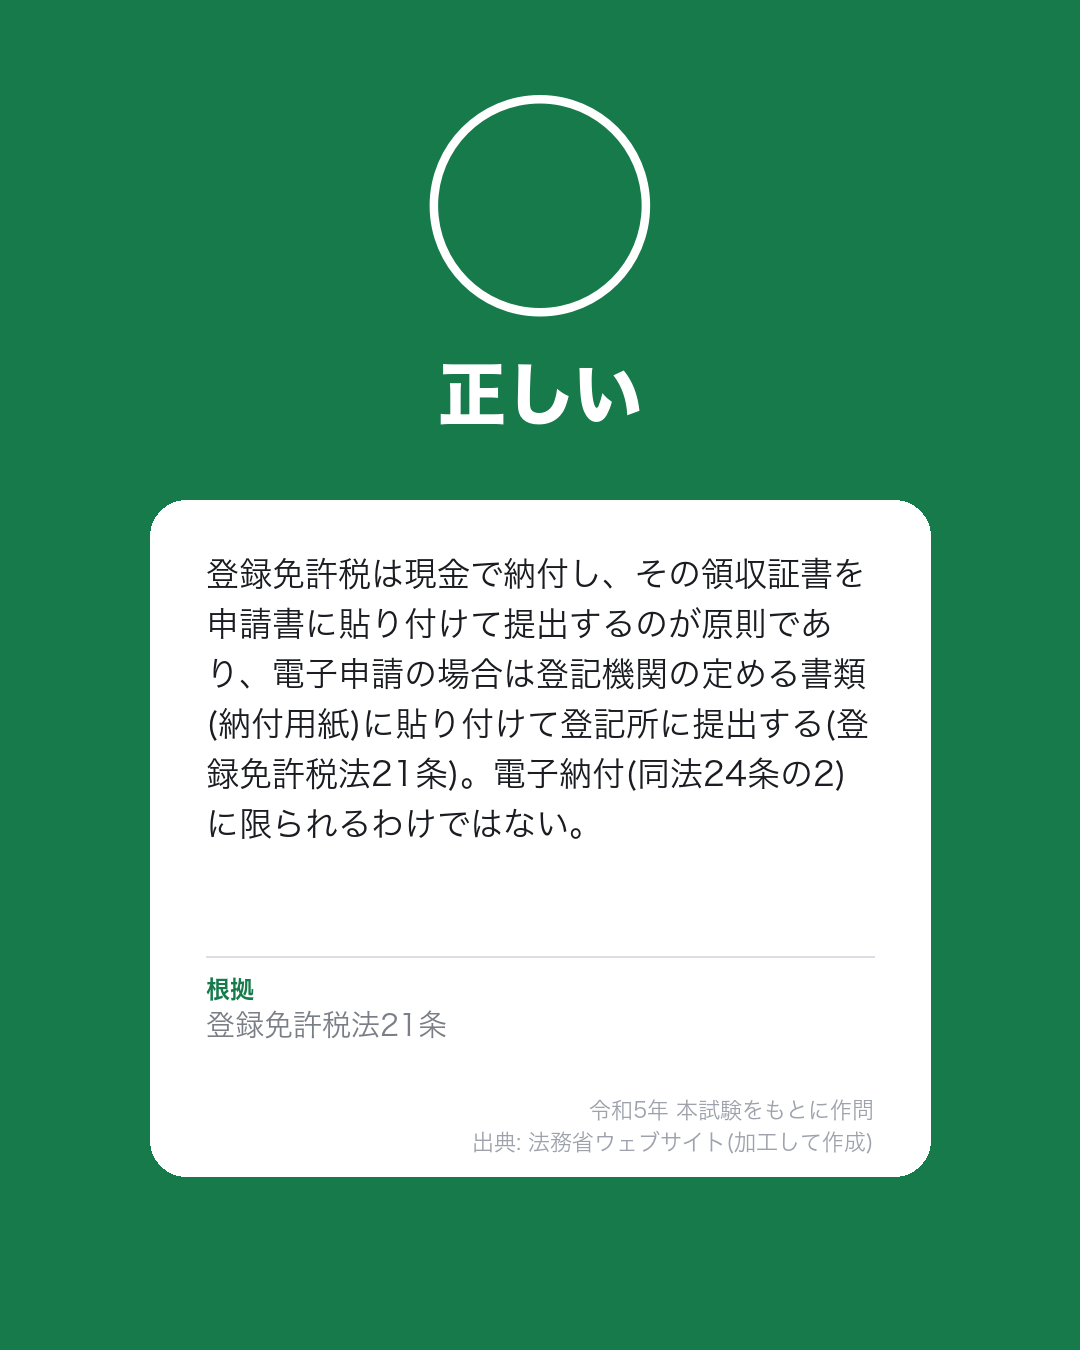 正しい
登録免許税は現金で納付し、その領収証書を
申請書に貼り付けて提出するのが原則であ
り、電子申請の場合は登記機関の定める書類
(納付用紙)に貼り付けて登記所に提出する(登
録免許税法21条)。電子納付(同法24条の2)
に限られるわけではない。
根拠
登録免許税法21条
令和5年 本試験をもとに作問
出典: 法務省ウェブサイト(加工して作成)